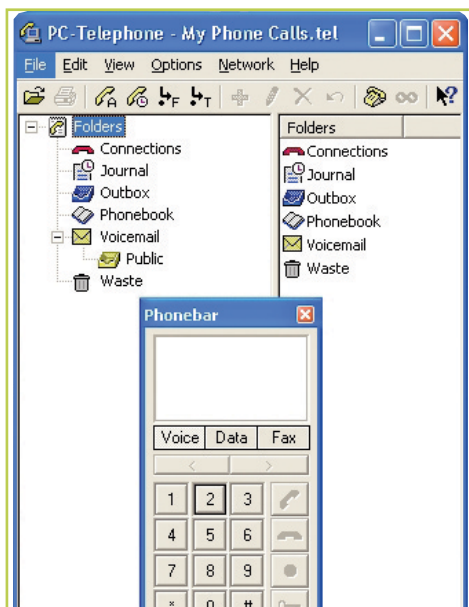 PC-Telephone - My Phone Calls.tel
File Edit View Options Network Help
A F T
Folders
Connections
Journal
Outbox
Phonebook
Voicemail
Public
Waste
Folders
Connections
Journal
Outbox
Phonebook
Voicemail
Waste
Phonebar
Voice Data Fax
< >
1 2 3
4 5 6
7 8 9
* 0 #